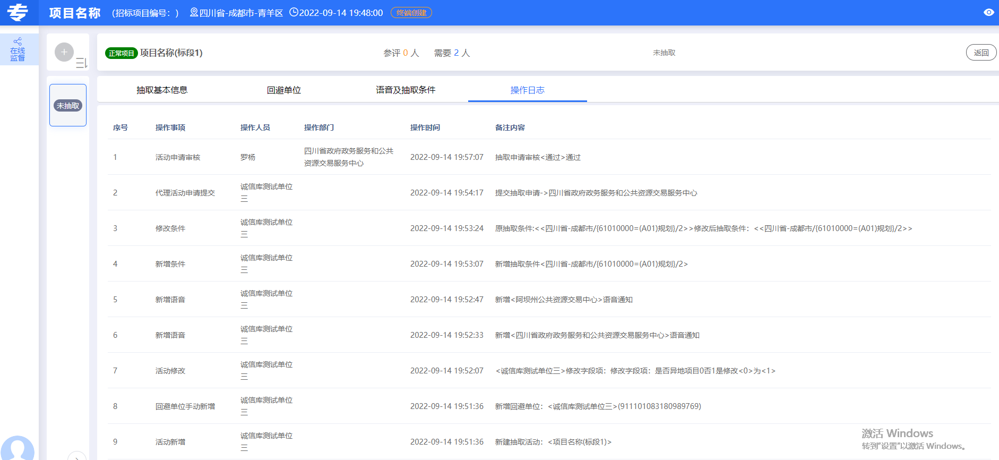 专
项目名称 (招标项目编号：) 四川省-成都市-青羊区 2022-09-14 19:48:00 终端创建
在线
监督
正常项目 项目名称(标段1) 参评 0 人 需要 2 人 未抽取 返回
未抽取
抽取基本信息 回避单位 语音及抽取条件 操作日志
序号 操作事项 操作人员 操作部门 操作时间 备注内容
1 活动申请审核 罗杨 四川省政府政务服务和公共
资源交易服务中心 2022-09-14 19:57:07 抽取申请审核<通过>通过
2 代理活动申请提交 诚信库测试单位
三 2022-09-14 19:54:17 提交抽取申请->四川省政府政务服务和公共资源交易服务中心
3 修改条件 诚信库测试单位
三 2022-09-14 19:53:24 原抽取条件:<<四川省-成都市/{61010000=(A01)规划}/2>>修改后抽取条件：<<四川省-成都市/{61010000=(A01)规划}/2>>
4 新增条件 诚信库测试单位
三 2022-09-14 19:53:07 新增抽取条件<四川省-成都市/{61010000=(A01)规划}/2>
5 新增语音 诚信库测试单位
三 2022-09-14 19:52:47 新增<阿坝州公共资源交易中心>语音通知
6 新增语音 诚信库测试单位
三 2022-09-14 19:52:33 新增<四川省政府政务服务和公共资源交易服务中心>语音通知
7 活动修改 诚信库测试单位
三 2022-09-14 19:52:07 <诚信库测试单位三>修改字段项：修改字段项：是否异地项目0否1是修改<0>为<1>
8 回避单位手动新增 诚信库测试单位
三 2022-09-14 19:51:36 新增回避单位：<诚信库测试单位三>(911101083180989769)
9 活动新增 诚信库测试单位
三 2022-09-14 19:51:36 新建抽取活动：<项目名称(标段1)>
激活 Windows
转到"设置"以激活 Windows。